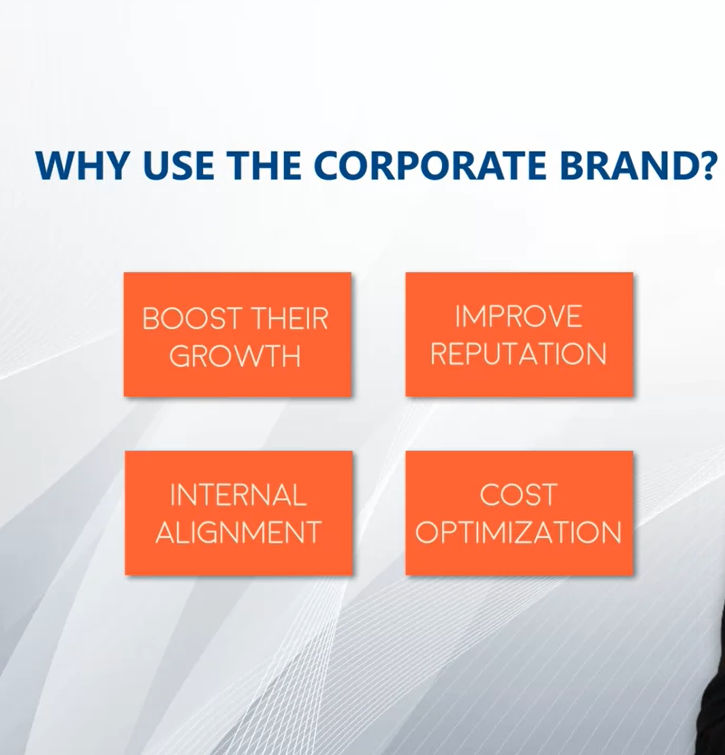 WHY USE THE CORPORATE BRAND?
BOOST THEIR
GROWTH
IMPROVE
REPUTATION
INTERNAL
ALIGNMENT
COST
OPTIMIZATION